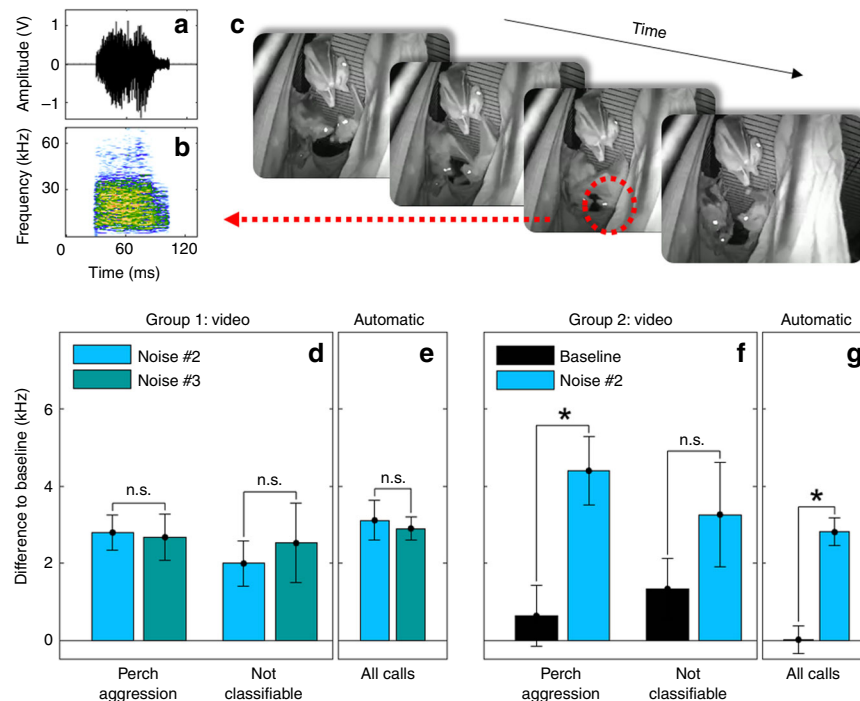 a
Amplitude (V)
1
0
−1
b
Frequency (kHz)
60
30
0
60
120
Time (ms)
c
Time
Group 1: video
d
Noise #2
Noise #3
Automatic
e
Group 2: video
f
Baseline
Noise #2
Automatic
g
Difference to baseline (kHz)
6
4
2
0
n.s.
n.s.
n.s.
*
n.s.
*
Perch
aggression
Not
classifiable
All calls
Perch
aggression
Not
classifiable
All calls